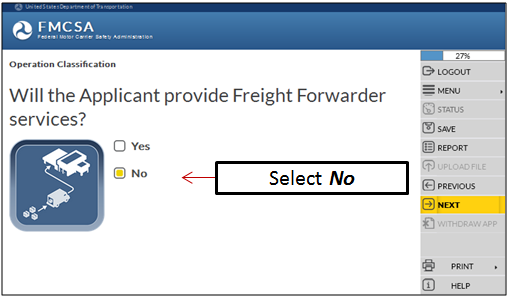 United States Department of Transportation
FMCSA
Federal Motor Carrier Safety Administration
Operation Classification
Will the Applicant provide Freight Forwarder
services?
Yes
No
Select No
27%
LOGOUT
MENU
STATUS
SAVE
REPORT
UPLOAD FILE
PREVIOUS
NEXT
WITHDRAW APP
PRINT
HELP